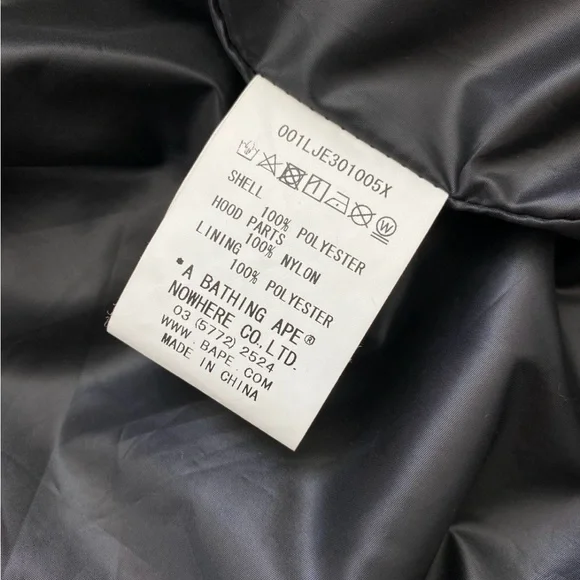 001LJE301005X
SHELL
100% POLYESTER
HOOD PARTS
100% NYLON
LINING
100% POLYESTER
* A BATHING APE®
NOWHERE CO.,LTD.
03 (5772) 2524
WWW. BAPE. COM
MADE IN CHINA